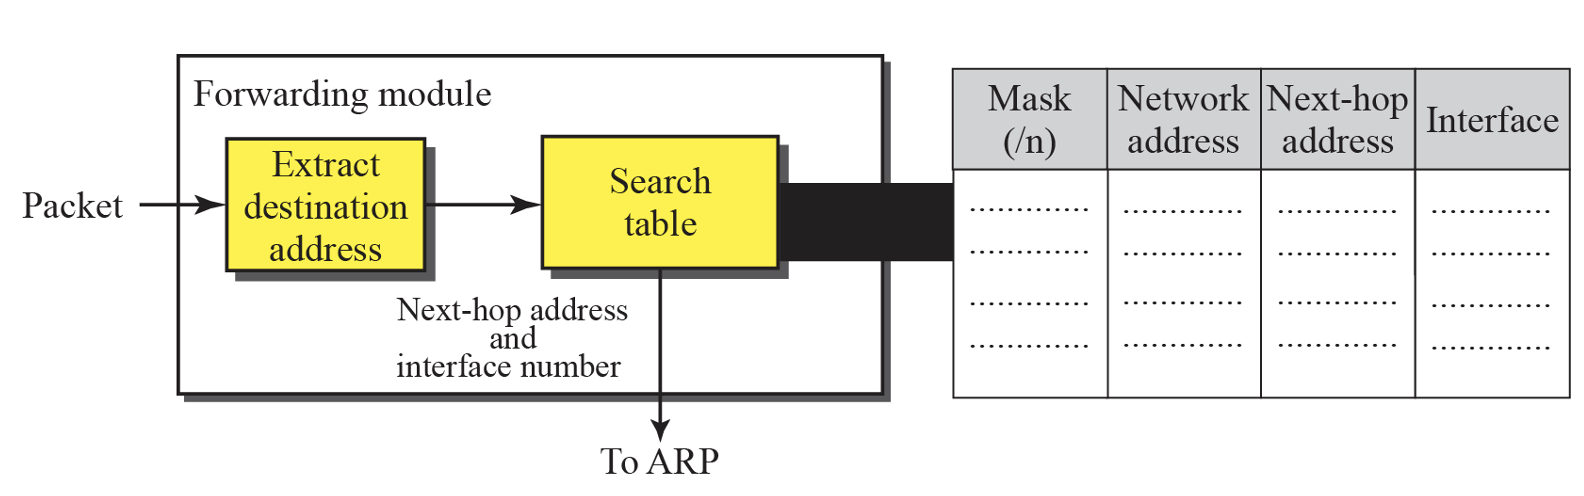 Forwarding module
Packet
Extract
destination
address
Search
table
Next-hop address
and
interface number
To ARP
Mask
(/n)
Network
address
Next-hop
address
Interface